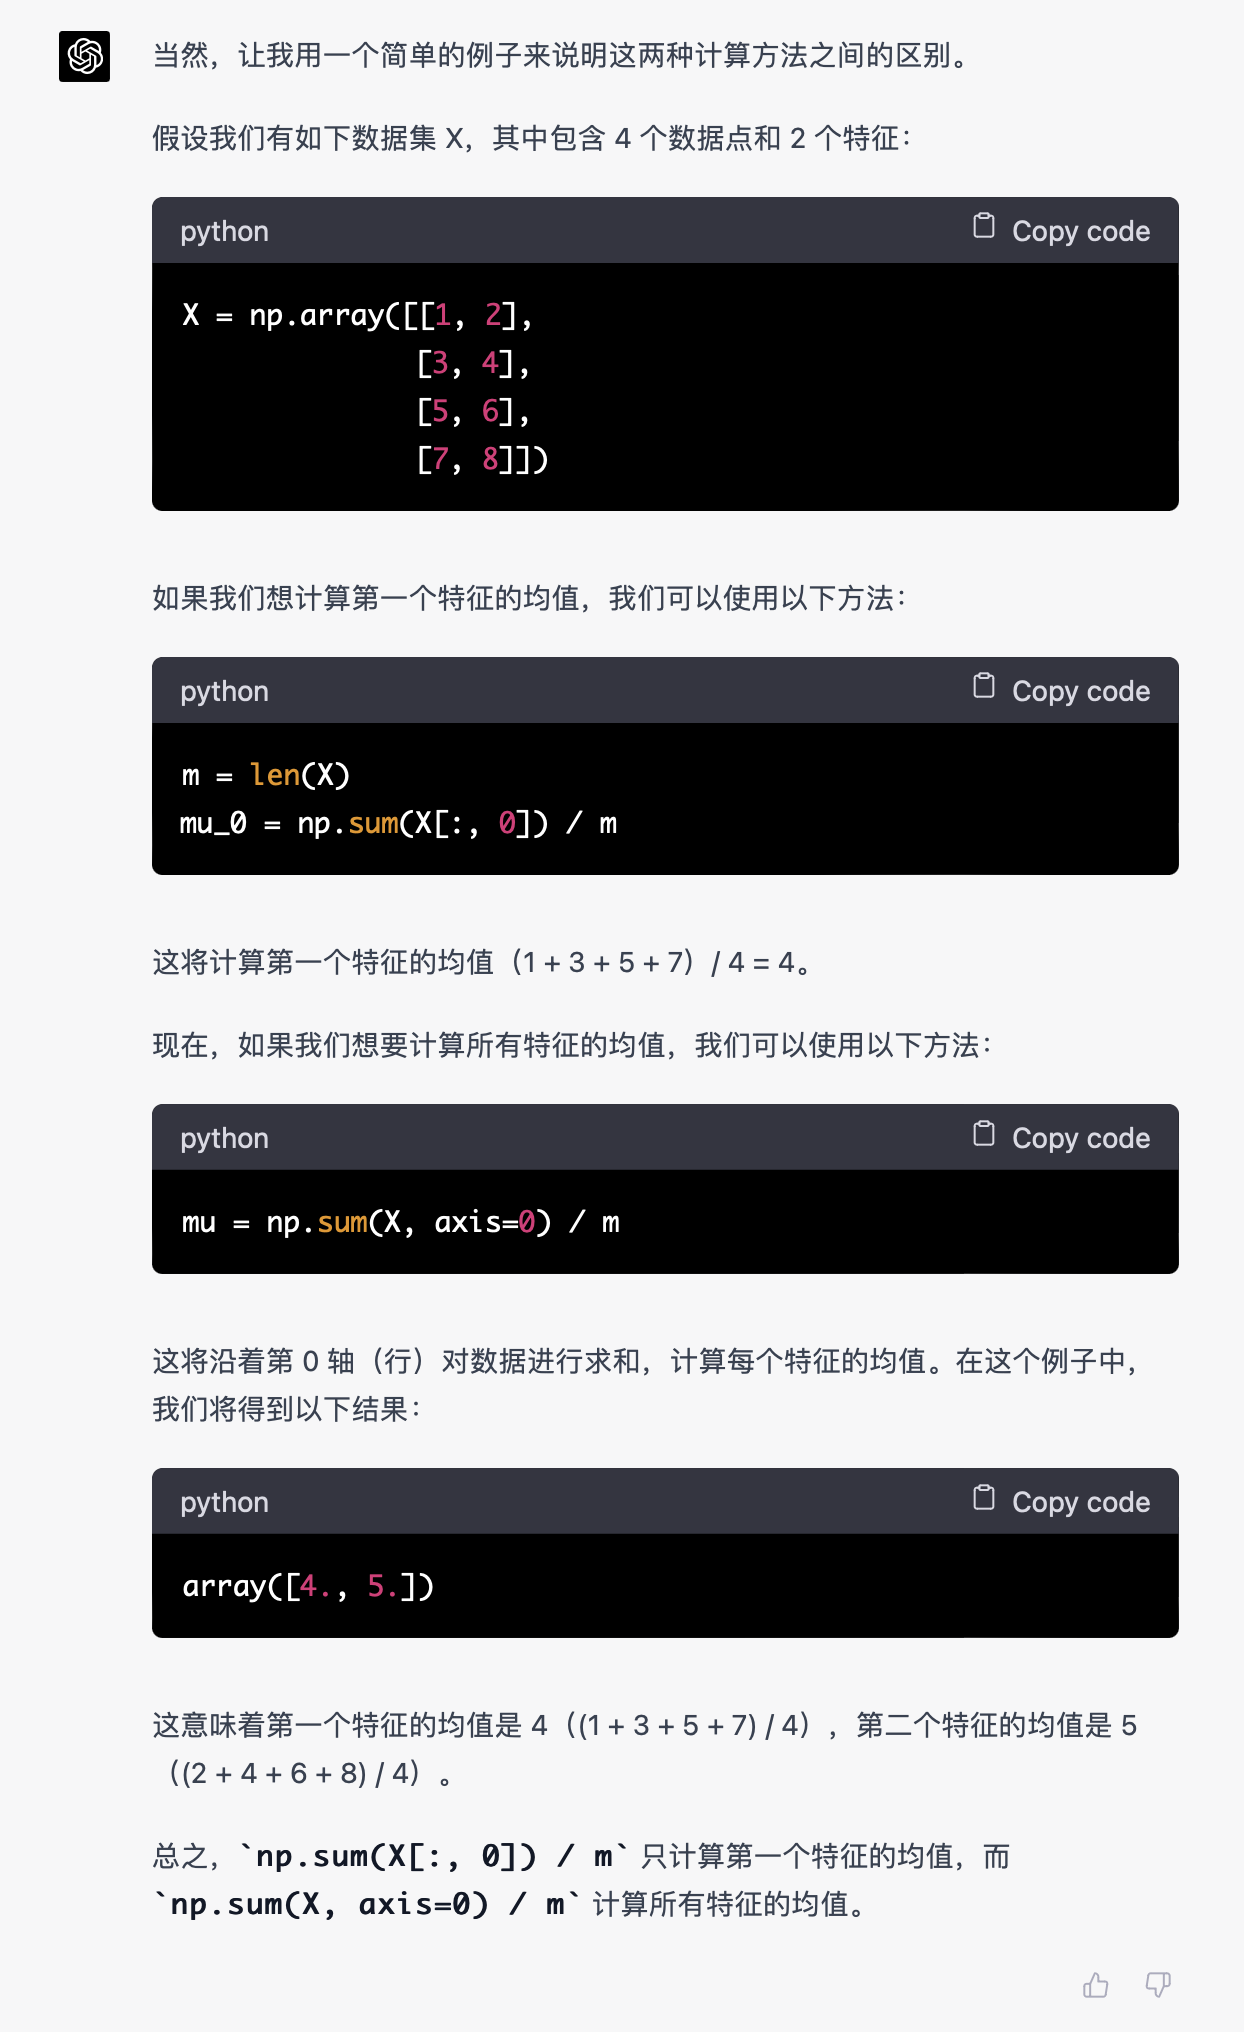 当然，让我用一个简单的例子来说明这两种计算方法之间的区别。
假设我们有如下数据集 X，其中包含 4 个数据点和 2 个特征：
python
Copy code
X = np.array([[1, 2],
              [3, 4],
              [5, 6],
              [7, 8]])
如果我们想计算第一个特征的均值，我们可以使用以下方法：
python
Copy code
m = len(X)
mu_0 = np.sum(X[:, 0]) / m
这将计算第一个特征的均值（1 + 3 + 5 + 7）/ 4 = 4。
现在，如果我们想要计算所有特征的均值，我们可以使用以下方法：
python
Copy code
mu = np.sum(X, axis=0) / m
这将沿着第 0 轴（行）对数据进行求和，计算每个特征的均值。在这个例子中，
我们将得到以下结果：
python
Copy code
array([4., 5.])
这意味着第一个特征的均值是 4（(1 + 3 + 5 + 7) / 4），第二个特征的均值是 5
（(2 + 4 + 6 + 8) / 4）。
总之，`np.sum(X[:, 0]) / m` 只计算第一个特征的均值，而
`np.sum(X, axis=0) / m` 计算所有特征的均值。